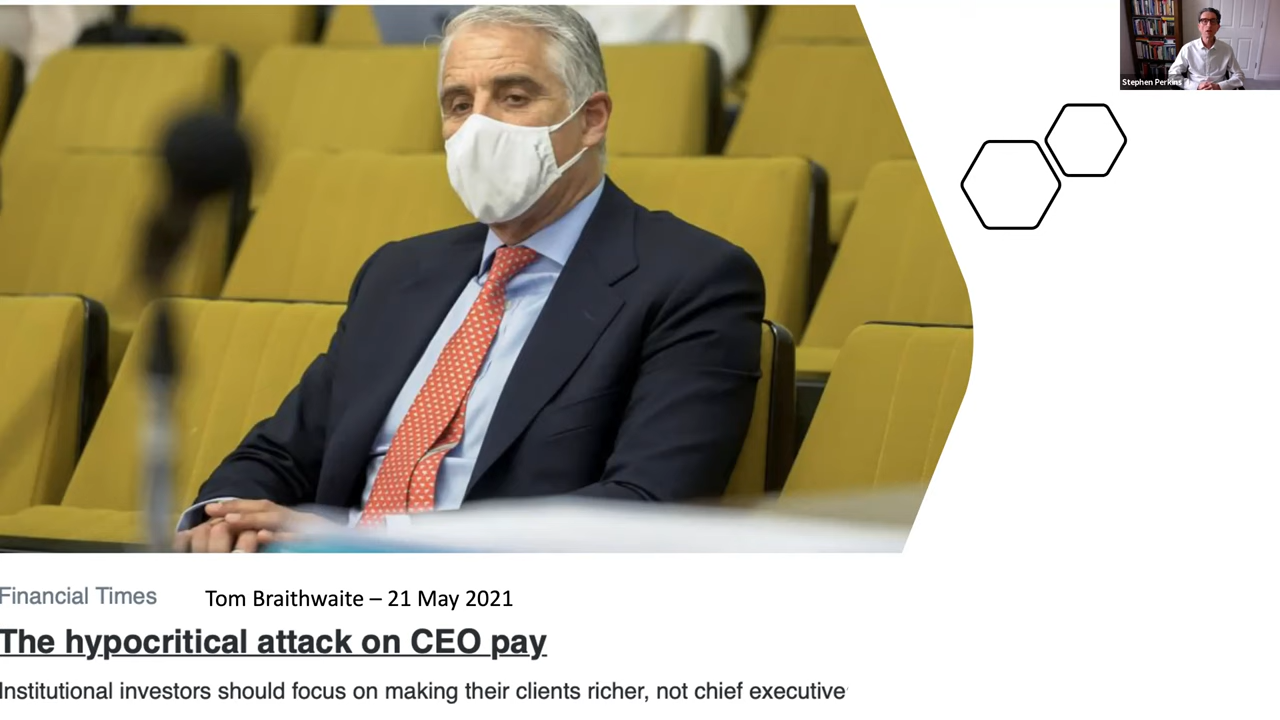 Stephen Perkins
Financial Times
Tom Braithwaite – 21 May 2021
The hypocritical attack on CEO pay
Institutional investors should focus on making their clients richer, not chief executive